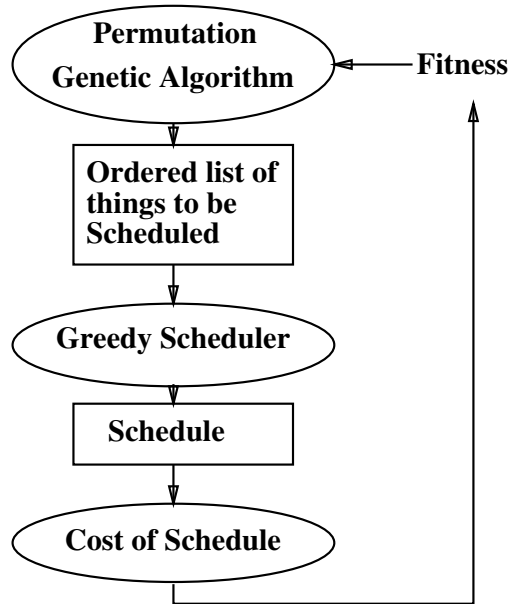 Permutation
Genetic Algorithm
Fitness
Ordered list of
things to be
Scheduled
Greedy Scheduler
Schedule
Cost of Schedule